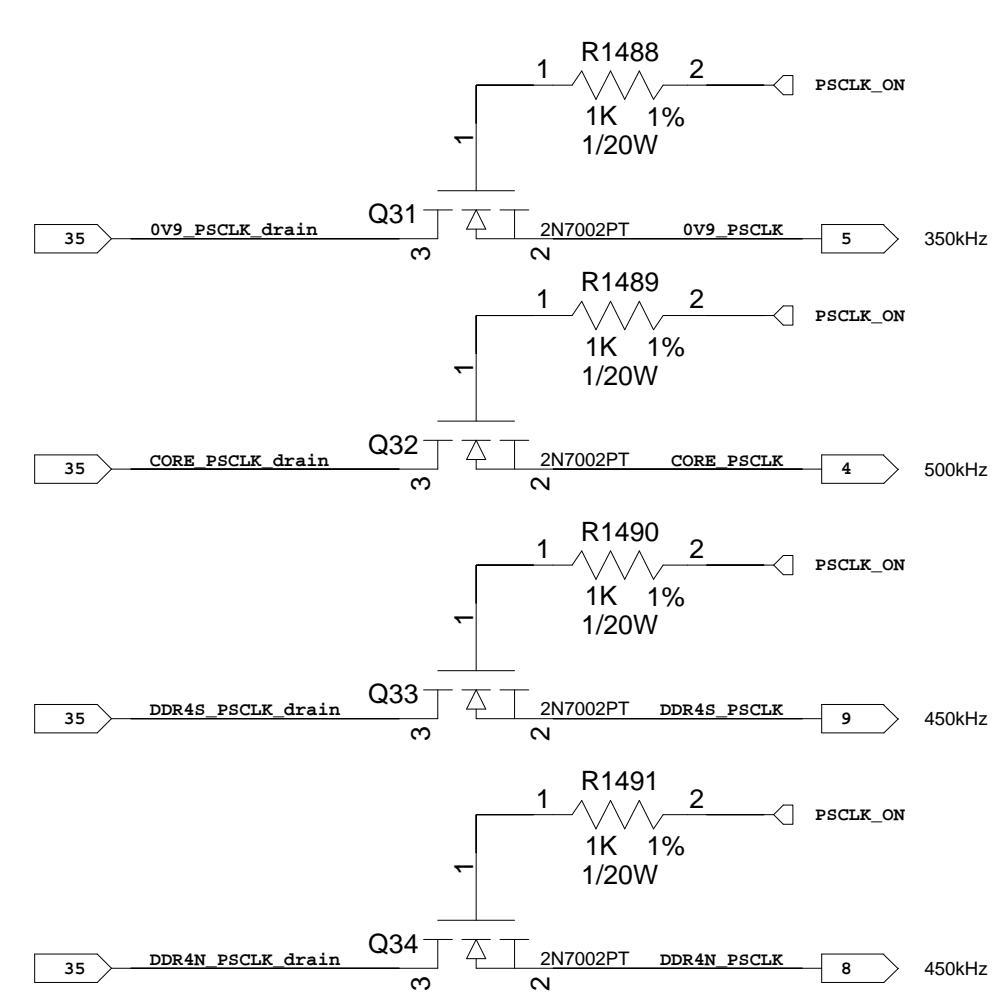 R1488
1 2 PSCLK_ON
1K 1%
1/20W
1
Q31
35 0V9_PSCLK_drain 2N7002PT 0V9_PSCLK 5 350kHz
3 2
R1489
1 2 PSCLK_ON
1K 1%
1/20W
1
Q32
35 CORE_PSCLK_drain 2N7002PT CORE_PSCLK 4 500kHz
3 2
R1490
1 2 PSCLK_ON
1K 1%
1/20W
1
Q33
35 DDR4S_PSCLK_drain 2N7002PT DDR4S_PSCLK 9 450kHz
3 2
R1491
1 2 PSCLK_ON
1K 1%
1/20W
1
Q34
35 DDR4N_PSCLK_drain 2N7002PT DDR4N_PSCLK 8 450kHz
3 2